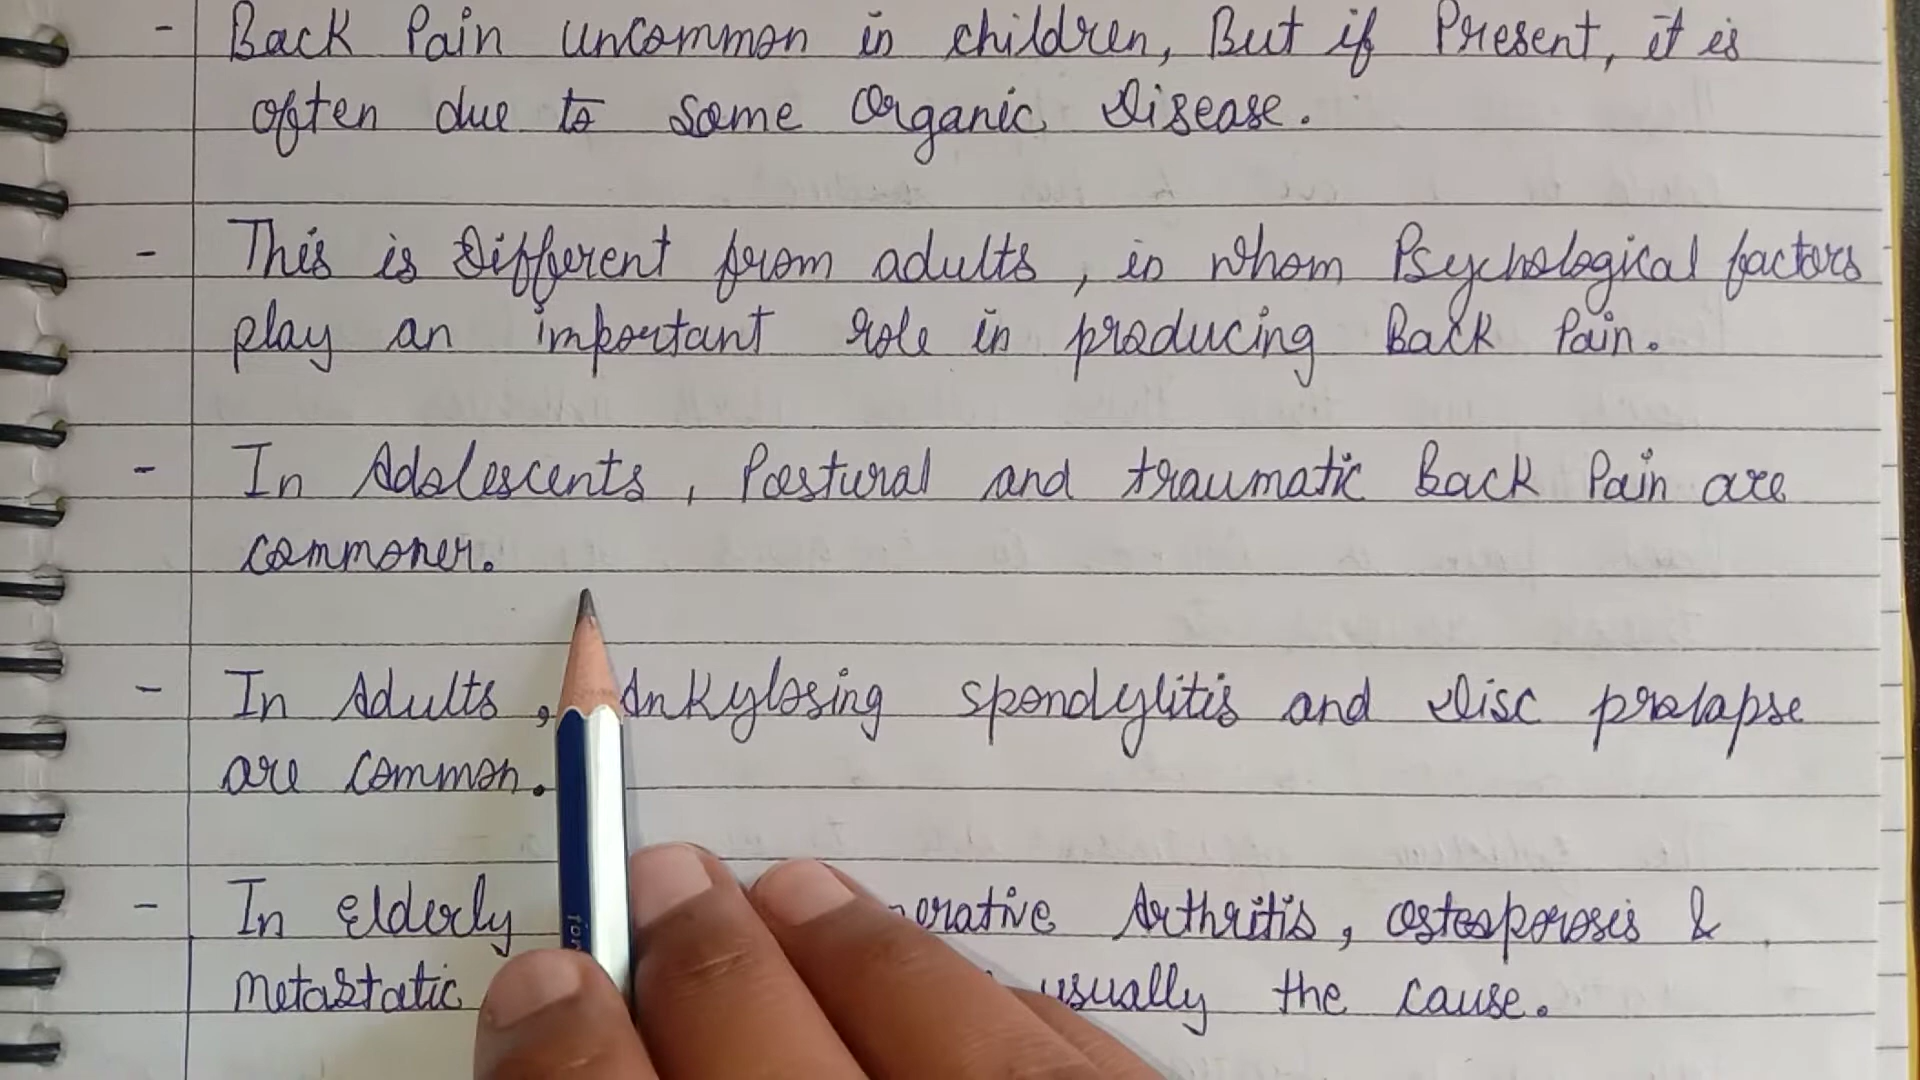 - Back Pain uncommon in children, But if Present, it is
often due to some Organic Disease.
- This is Different from adults, in whom Psychological factors
play an important role in producing Back Pain.
- In Adolescents, Postural and traumatic Back Pain are
commoner.
- In Adults, Ankylosing spondylitis and Disc prolapse
are common.
- In Elderly Arthritis, osteoporosis &
metastatic usually the cause.